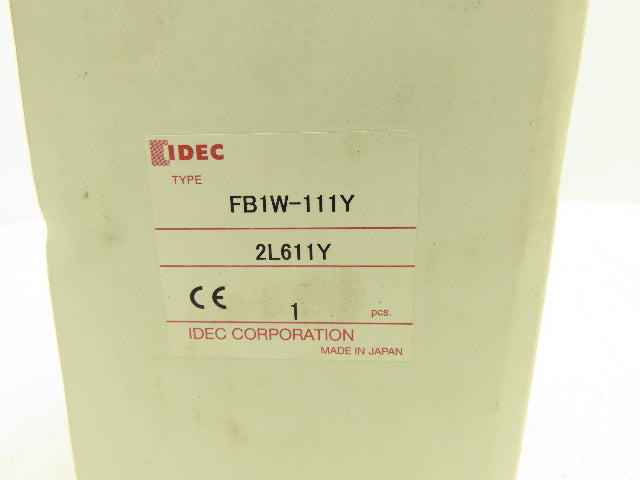 IDEC
TYPE
FB1W-111Y
2L611Y
CE 1 pcs.
IDEC CORPORATION
MADE IN JAPAN